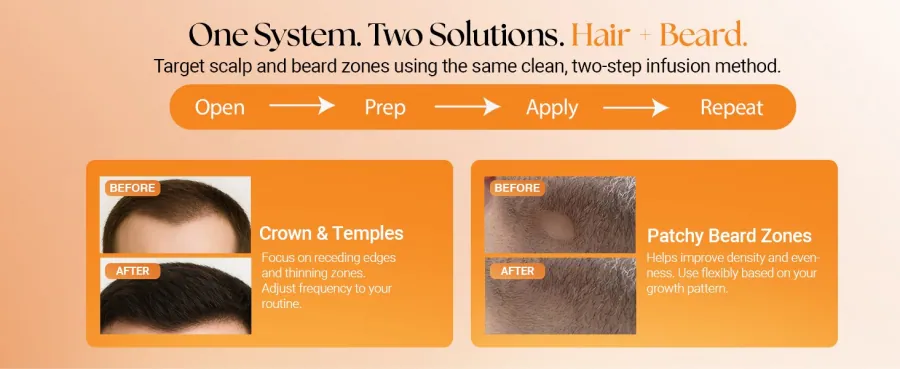 One System. Two Solutions. Hair + Beard.
Target scalp and beard zones using the same clean, two-step infusion method.
Open → Prep → Apply → Repeat
BEFORE
AFTER
Crown & Temples
Focus on receding edges
and thinning zones.
Adjust frequency to your
routine.
BEFORE
AFTER
Patchy Beard Zones
Helps improve density and even-
ness. Use flexibly based on your
growth pattern.